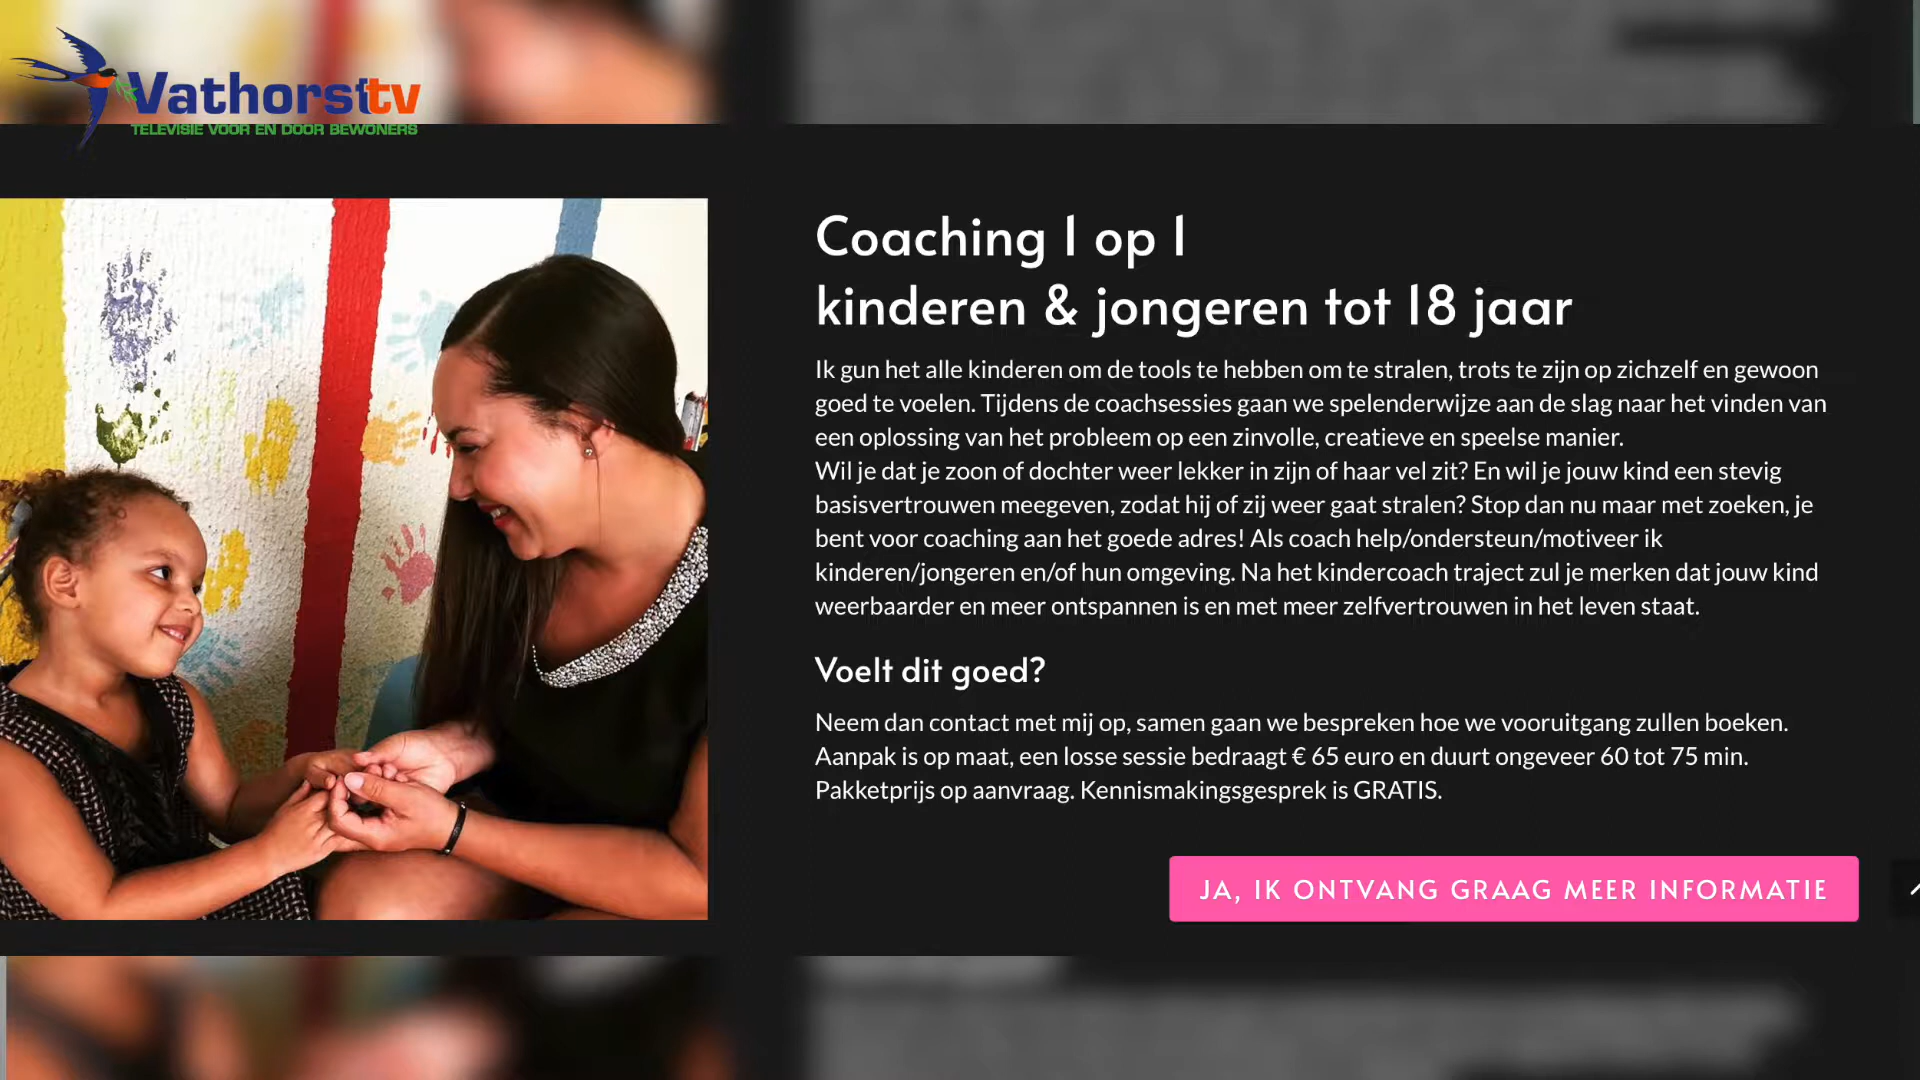 Vathorst tv
TELEVISIE VOOR EN DOOR BEWONERS
Coaching 1 op 1
kinderen & jongeren tot 18 jaar
Ik gun het alle kinderen om de tools te hebben om te stralen, trots te zijn op zichzelf en gewoon
goed te voelen. Tijdens de coachsessies gaan we spelenderwijze aan de slag naar het vinden van
een oplossing van het probleem op een zinvolle, creatieve en speelse manier.
Wil je dat je zoon of dochter weer lekker in zijn of haar vel zit? En wil je jouw kind een stevig
basisvertrouwen meegeven, zodat hij of zij weer gaat stralen? Stop dan nu maar met zoeken, je
bent voor coaching aan het goede adres! Als coach help/ondersteun/motiveer ik
kinderen/jongeren en/of hun omgeving. Na het kindercoach traject zul je merken dat jouw kind
weerbaarder en meer ontspannen is en met meer zelfvertrouwen in het leven staat.
Voelt dit goed?
Neem dan contact met mij op, samen gaan we bespreken hoe we vooruitgang zullen boeken.
Aanpak is op maat, een losse sessie bedraagt € 65 euro en duurt ongeveer 60 tot 75 min.
Pakketprijs op aanvraag. Kennismakingsgesprek is GRATIS.
JA, IK ONTVANG GRAAG MEER INFORMATIE